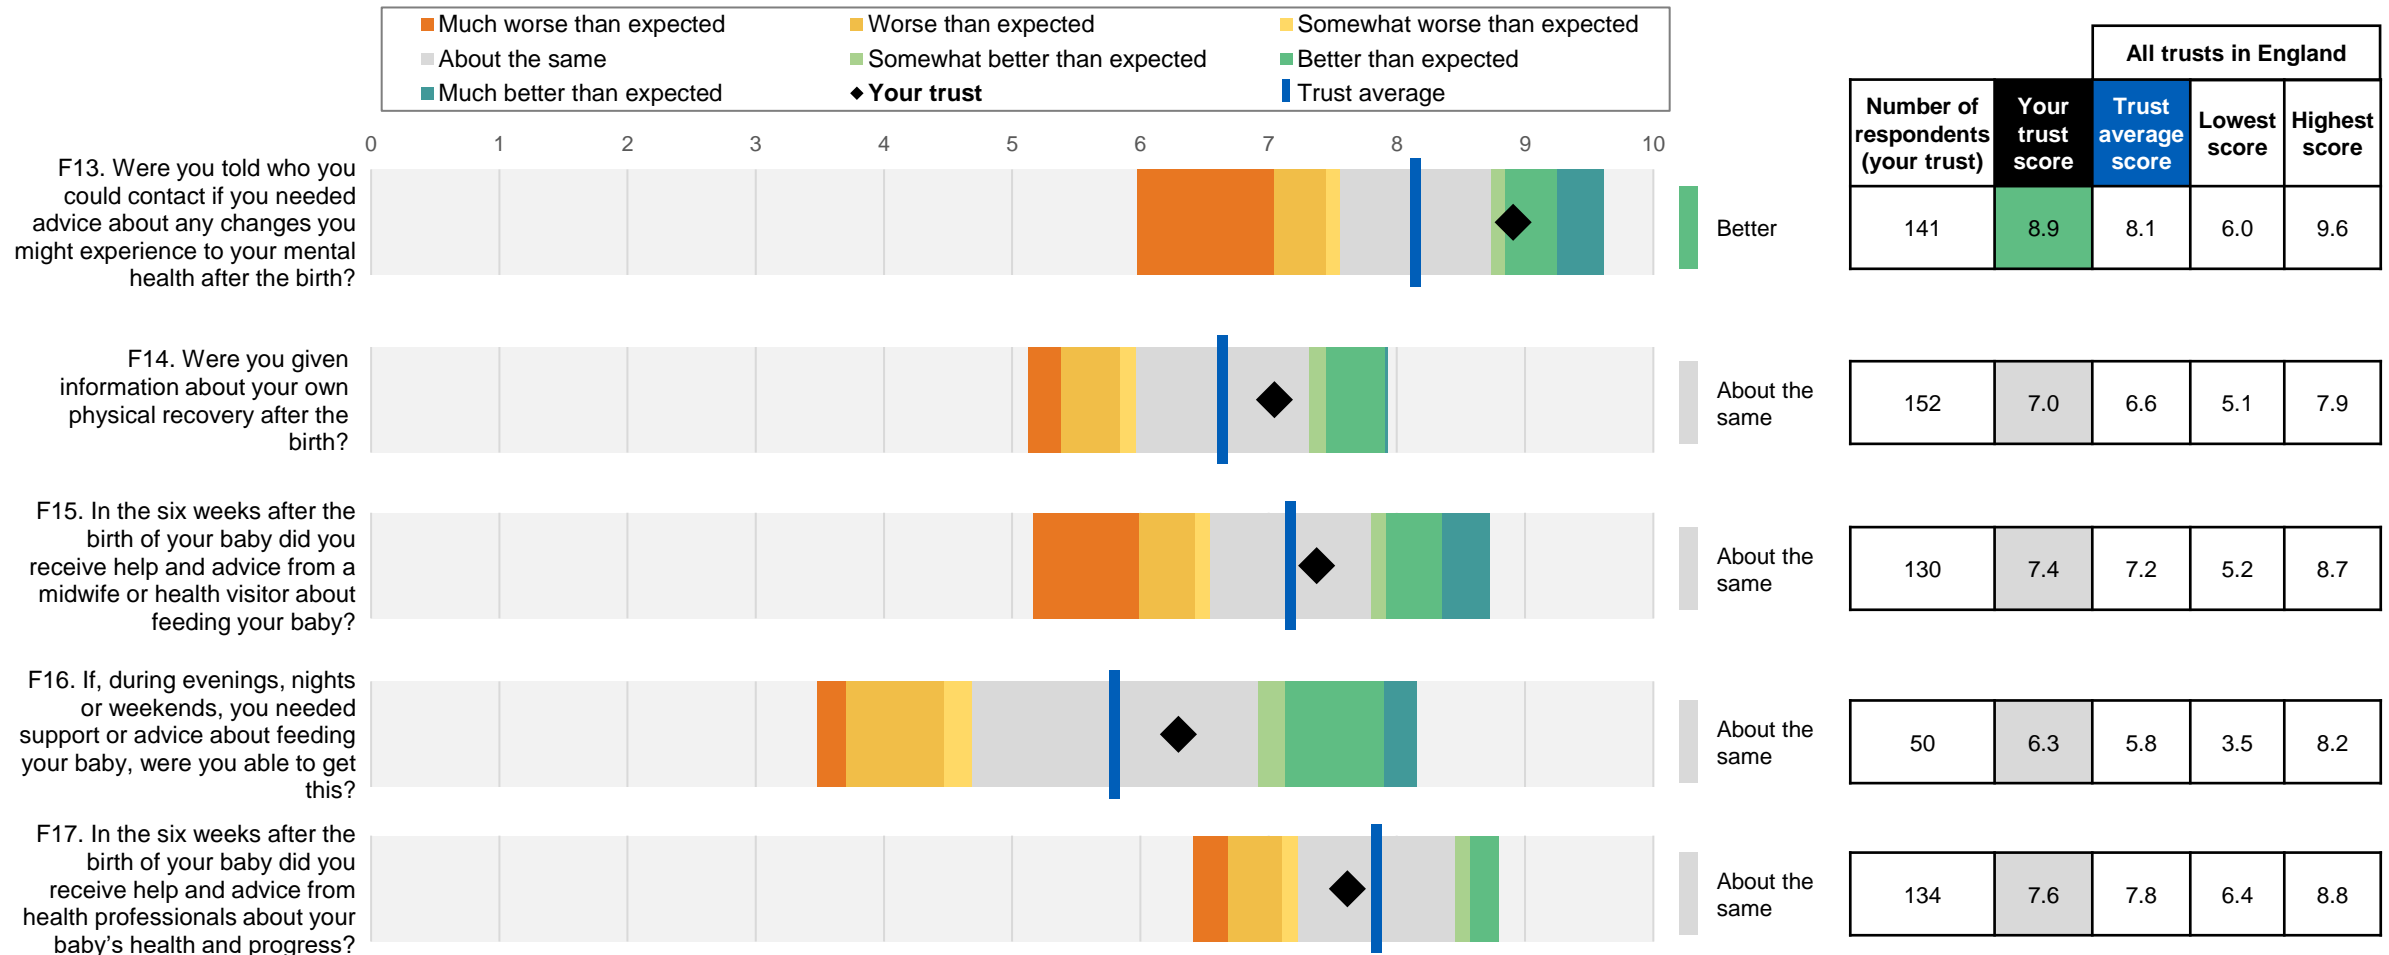 Much worse than expected
Worse than expected
Somewhat worse than expected
About the same
Somewhat better than expected
Better than expected
Much better than expected
Your trust
Trust average
All trusts in England
Number of respondents (your trust)
Your trust score
Trust average score
Lowest score
Highest score
0 1 2 3 4 5 6 7 8 9 10
F13. Were you told who you
could contact if you needed
advice about any changes you
might experience to your mental
health after the birth?
Better
141 8.9 8.1 6.0 9.6
F14. Were you given
information about your own
physical recovery after the
birth?
About the
same
152 7.0 6.6 5.1 7.9
F15. In the six weeks after the
birth of your baby did you
receive help and advice from a
midwife or health visitor about
feeding your baby?
About the
same
130 7.4 7.2 5.2 8.7
F16. If, during evenings, nights
or weekends, you needed
support or advice about feeding
your baby, were you able to get
this?
About the
same
50 6.3 5.8 3.5 8.2
F17. In the six weeks after the
birth of your baby did you
receive help and advice from
health professionals about your
baby’s health and progress?
About the
same
134 7.6 7.8 6.4 8.8